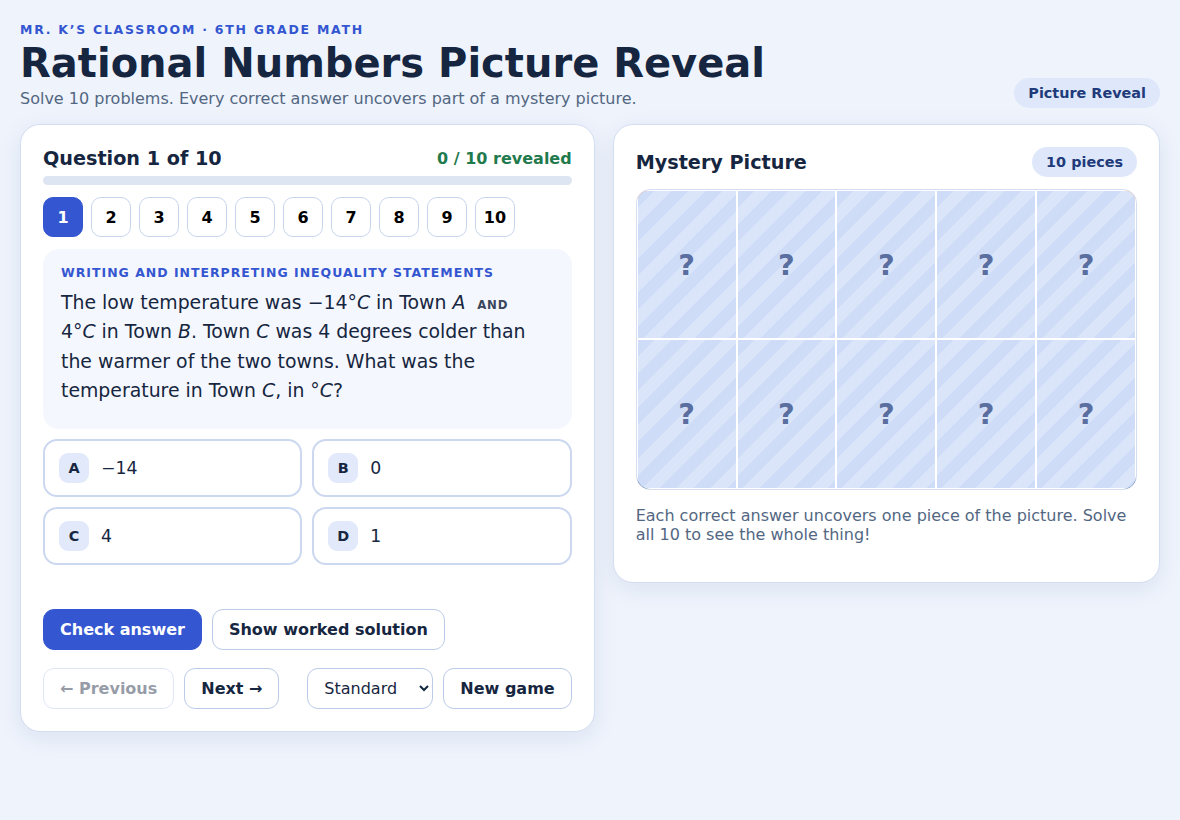 MR. K’S CLASSROOM · 6TH GRADE MATH
Rational Numbers Picture Reveal
Solve 10 problems. Every correct answer uncovers part of a mystery picture.
Picture Reveal
Question 1 of 10
0 / 10 revealed
1 2 3 4 5 6 7 8 9 10
WRITING AND INTERPRETING INEQUALITY STATEMENTS
The low temperature was −14°C in Town A AND
4°C in Town B. Town C was 4 degrees colder than
the warmer of the two towns. What was the
temperature in Town C, in °C?
A −14
B 0
C 4
D 1
Check answer
Show worked solution
← Previous
Next →
Standard
New game
Mystery Picture
10 pieces
? ? ? ? ?
? ? ? ? ?
Each correct answer uncovers one piece of the picture. Solve
all 10 to see the whole thing!